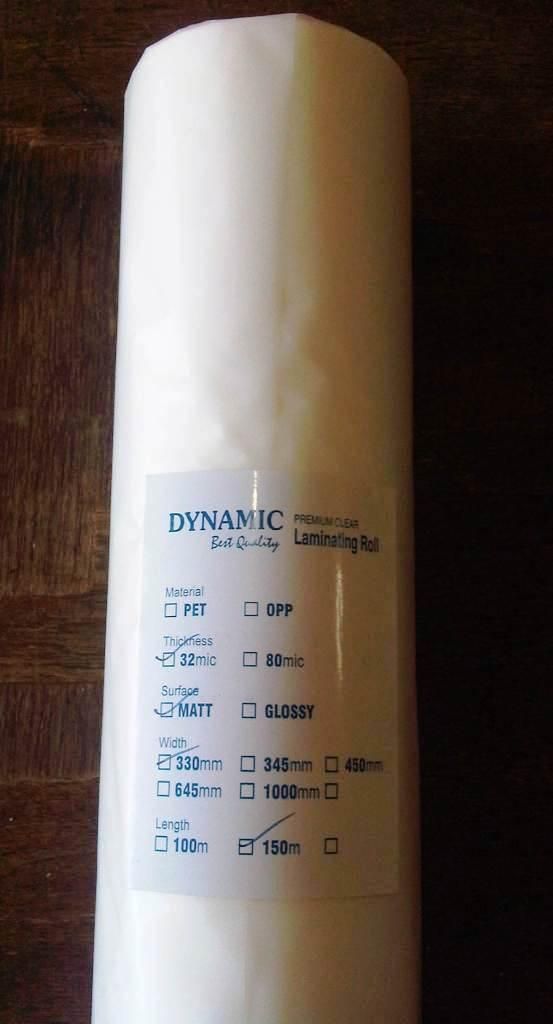 DYNAMIC PREMIUM CLEAR
Best Quality Laminating Roll
Material
☐ PET ☐ OPP
Thickness
☑ 32mic ☐ 80mic
Surface
☑ MATT ☐ GLOSSY
Width
☑ 330mm ☐ 345mm ☐ 450mm
☐ 645mm ☐ 1000mm ☐
Length
☐ 100m ☑ 150m ☐